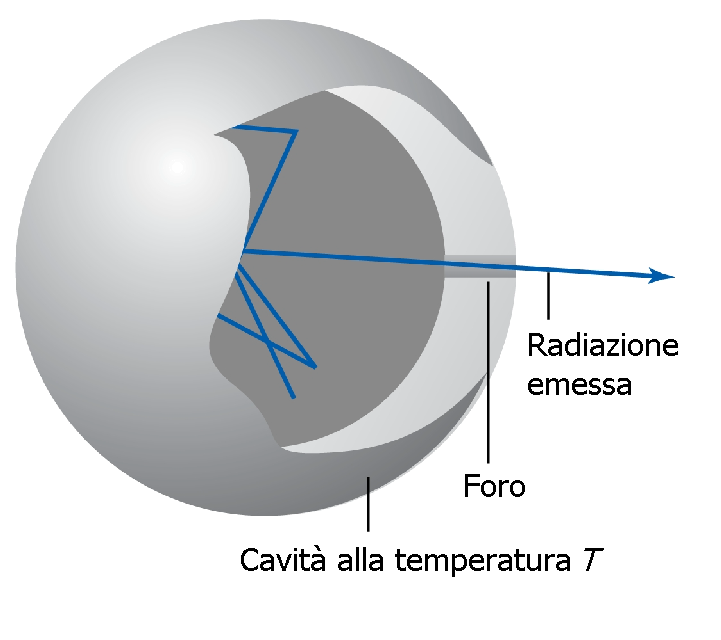 Radiazione
emessa
Foro
Cavità alla temperatura T